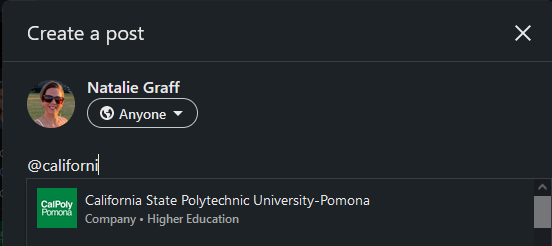 Create a post
Natalie Graff
Anyone
@californi
CalPoly
Pomona
California State Polytechnic University-Pomona
Company • Higher Education